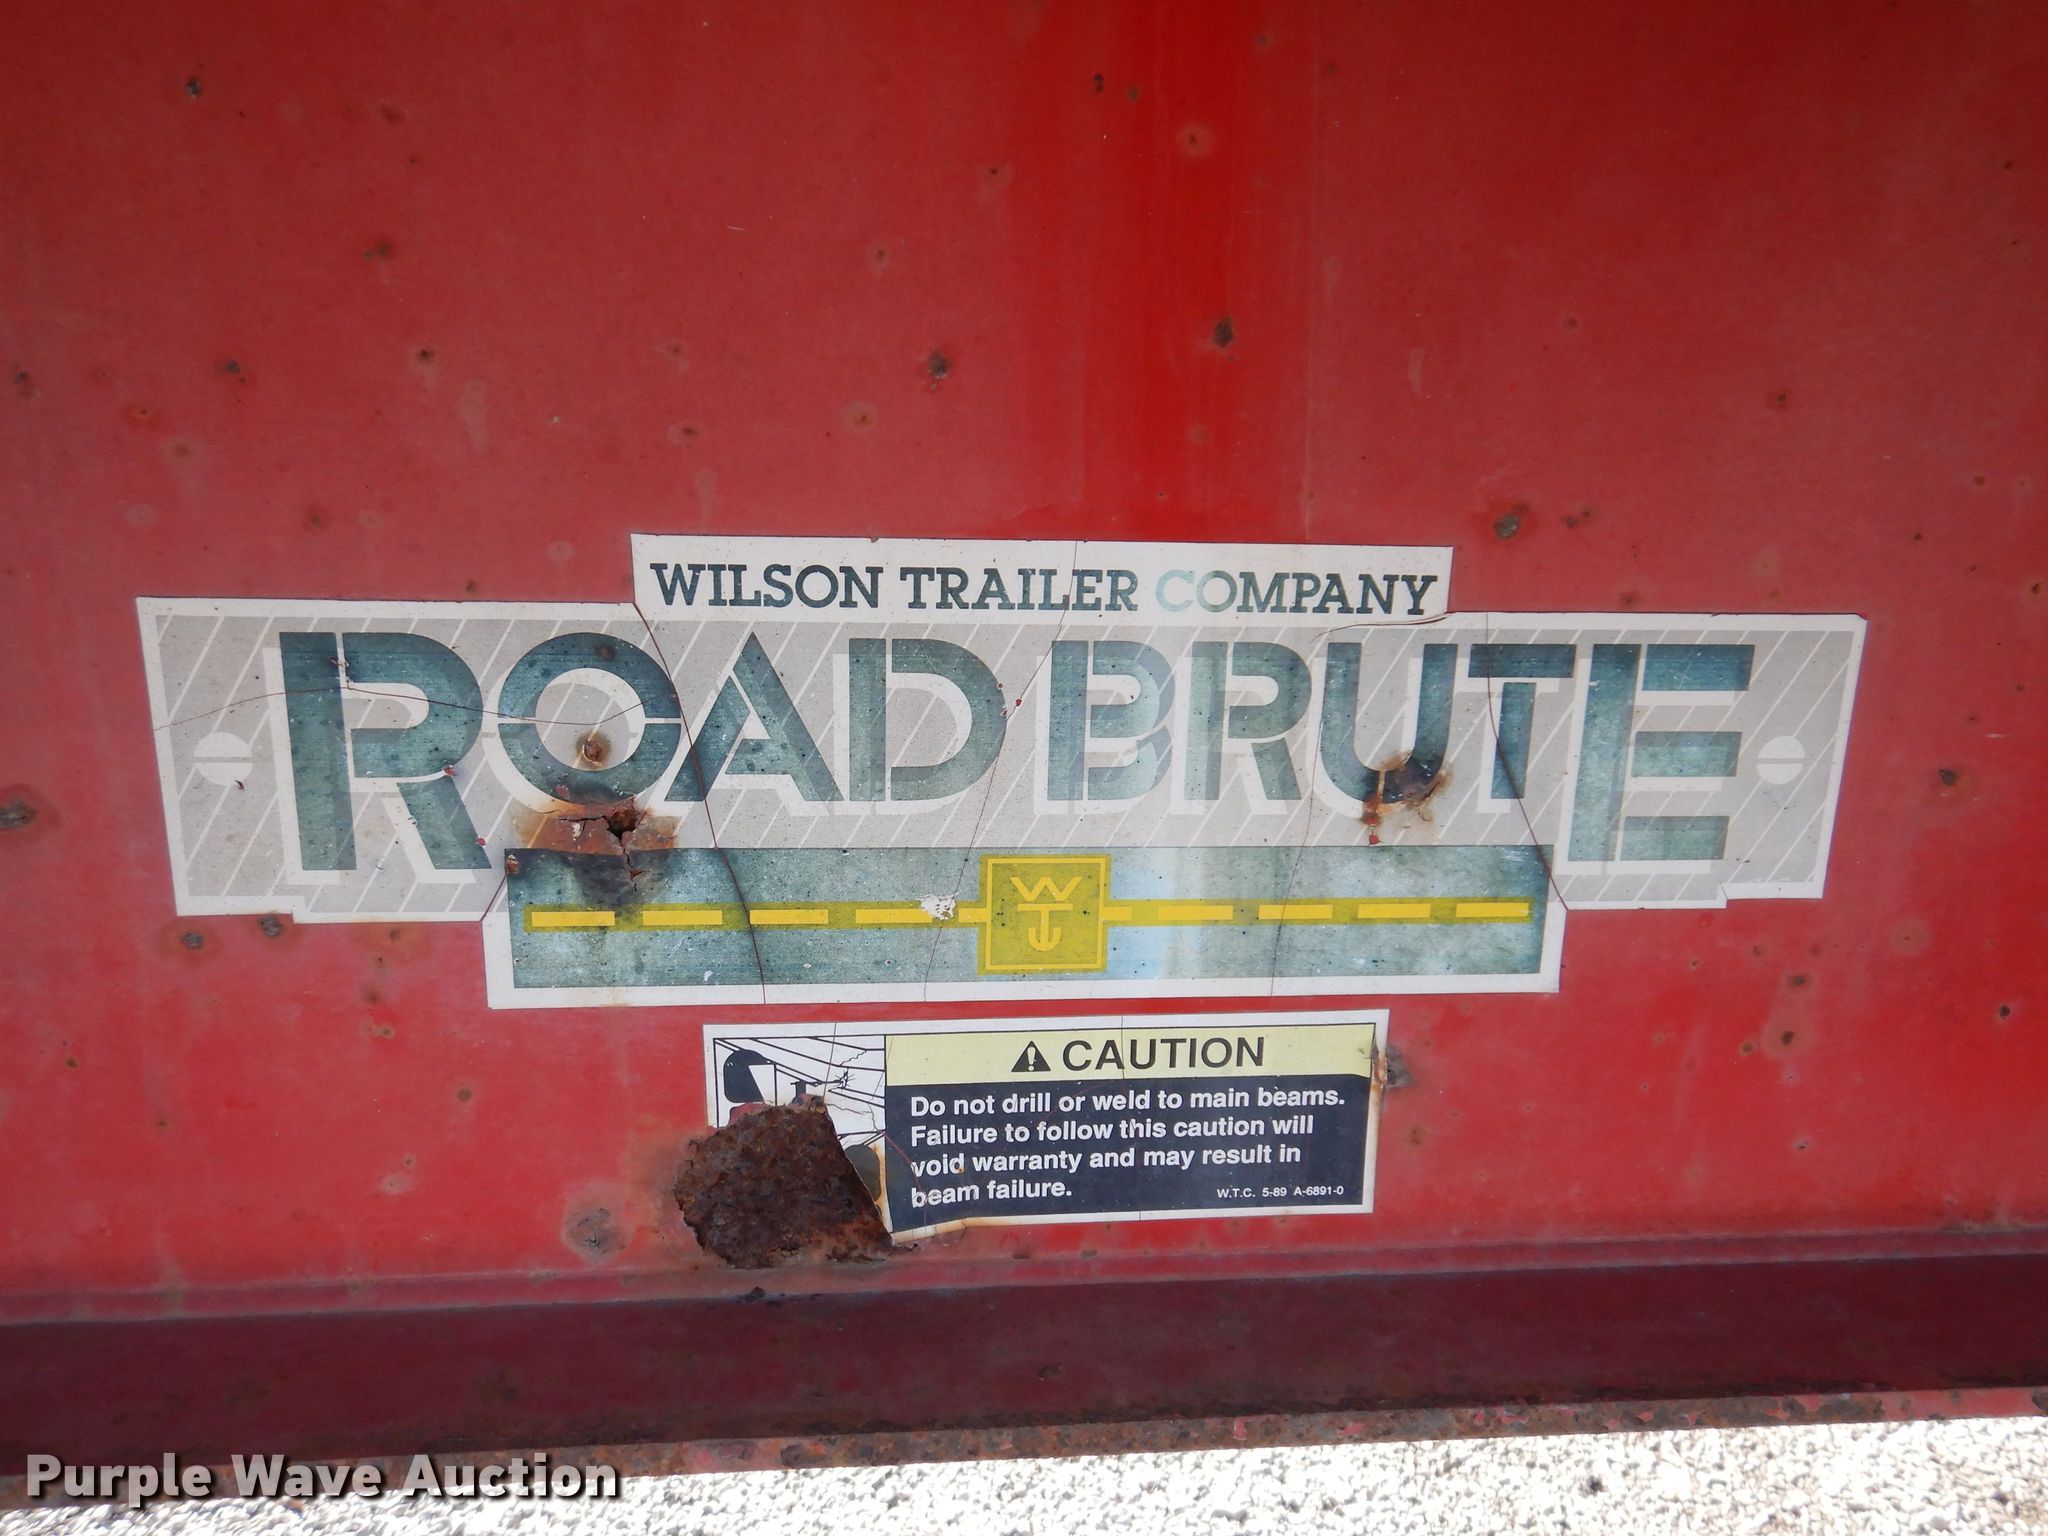 WILSON TRAILER COMPANY
ROAD BRUTE
W
T
⚠ CAUTION
Do not drill or weld to main beams.
Failure to follow this caution will
void warranty and may result in
beam failure.
W.T.C. 5-89 A-6891-0
Purple Wave Auction